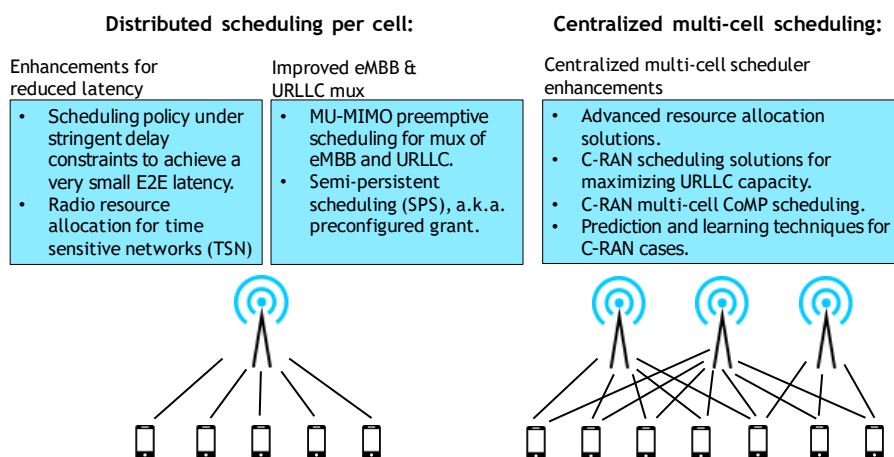 Distributed scheduling per cell:
Enhancements for
reduced latency
• Scheduling policy under
stringent delay
constraints to achieve a
very small E2E latency.
• Radio resource
allocation for time
sensitive networks (TSN)
Improved eMBB &
URLLC mux
• MU-MIMO preemptive
scheduling for mux of
eMBB and URLLC.
• Semi-persistent
scheduling (SPS), a.k.a.
preconfigured grant.
Centralized multi-cell scheduling:
Centralized multi-cell scheduler
enhancements
• Advanced resource allocation
solutions.
• C-RAN scheduling solutions for
maximizing URLLC capacity.
• C-RAN multi-cell CoMP scheduling.
• Prediction and learning techniques for
C-RAN cases.